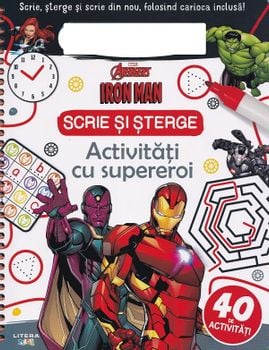 Scrie, șterge și scrie din nou, folosind carioca inclusă!
MARVEL
AVENGERS
IRON MAN
SCRIE ȘI ȘTERGE
Activități
cu supereroi
40
DE
ACTIVITĂȚI
LITERA